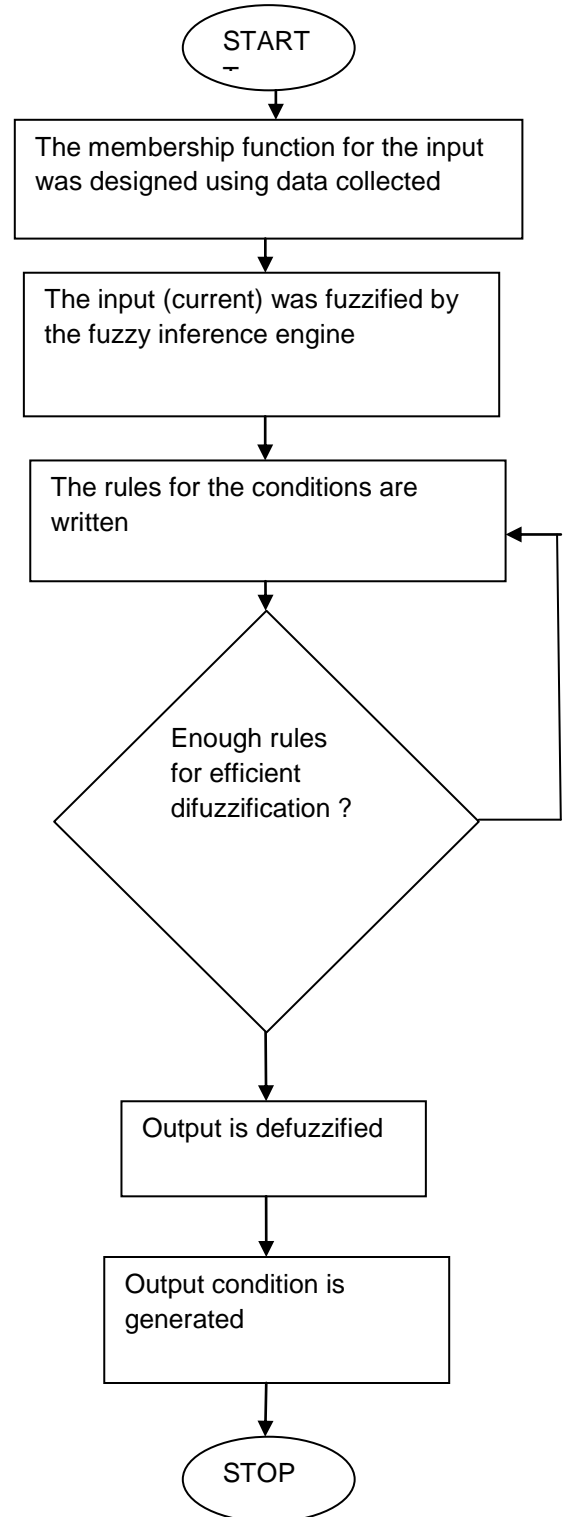 START
The membership function for the input
was designed using data collected
The input (current) was fuzzified by
the fuzzy inference engine
The rules for the conditions are
written
Enough rules
for efficient
difuzzification ?
Output is defuzzified
Output condition is
generated
STOP